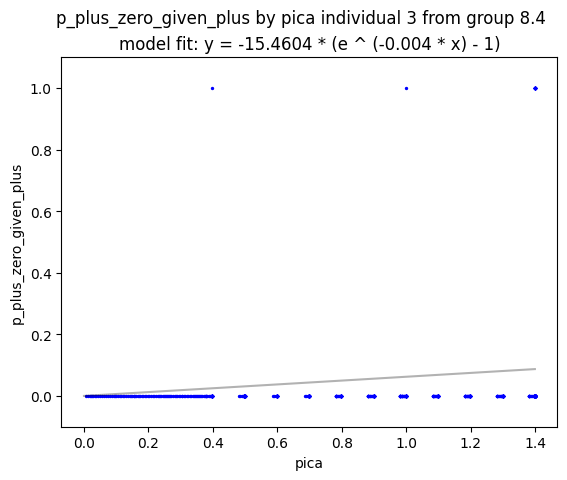 p_plus_zero_given_plus by pica individual 3 from group 8.4
model fit: y = -15.4604 * (e ^ (-0.004 * x) - 1)
1.0
0.8
0.6
0.4
0.2
0.0
p_plus_zero_given_plus
0.0 0.2 0.4 0.6 0.8 1.0 1.2 1.4
pica